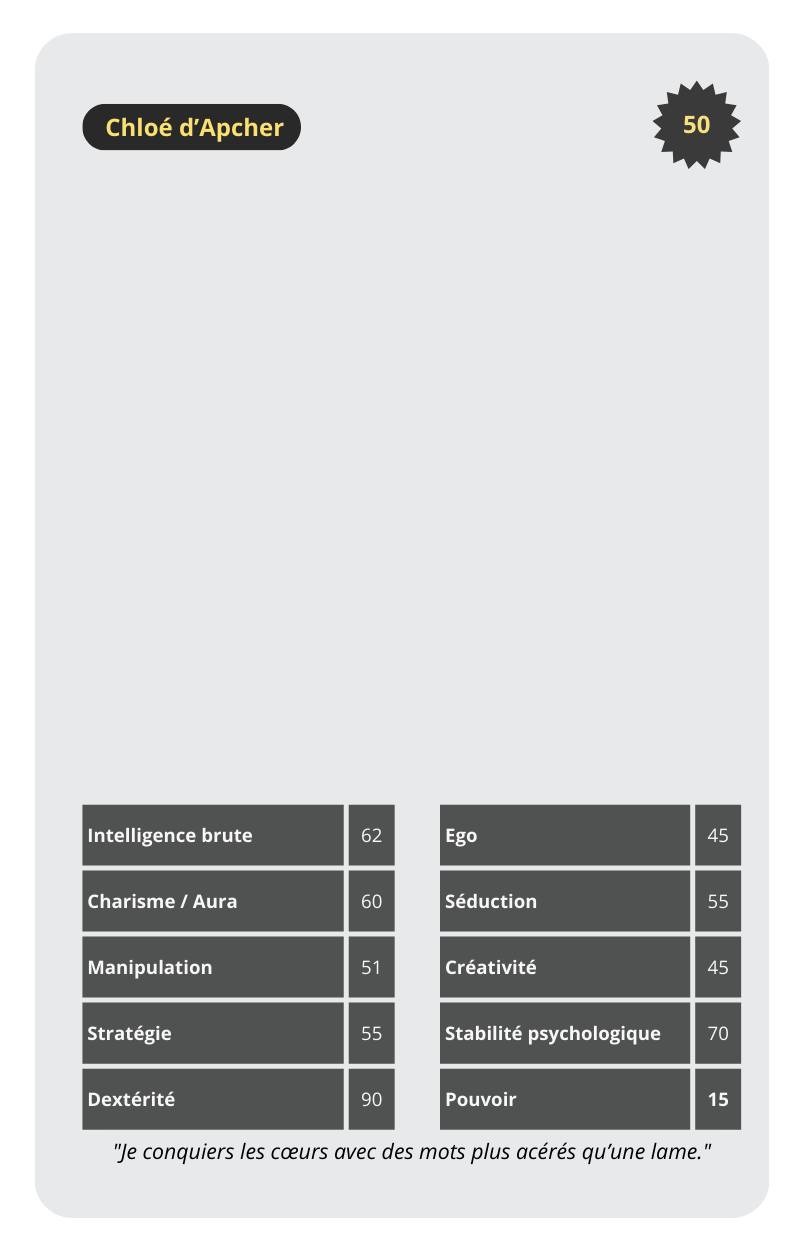 Chloé d’Apcher
50
Intelligence brute 62
Charisme / Aura 60
Manipulation 51
Stratégie 55
Dextérité 90
Ego 45
Séduction 55
Créativité 45
Stabilité psychologique 70
Pouvoir 15
"Je conquiers les cœurs avec des mots plus acérés qu’une lame."